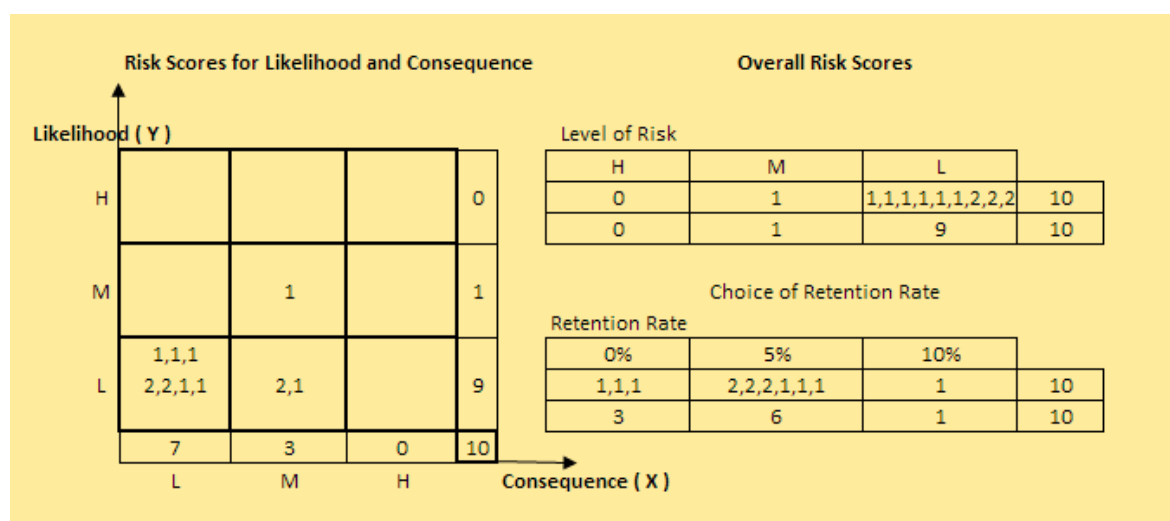 Risk Scores for Likelihood and Consequence
Overall Risk Scores
Likelihood ( Y )
Level of Risk
H M L
H 0
0 1 1,1,1,1,1,1,2,2,2 10
0 1 9 10
M 1 1
Choice of Retention Rate
Retention Rate
1,1,1
0% 5% 10%
L 2,2,1,1 2,1 9
1,1,1 2,2,2,1,1,1 1 10
3 6 1 10
7 3 0 10
L M H
Consequence ( X )